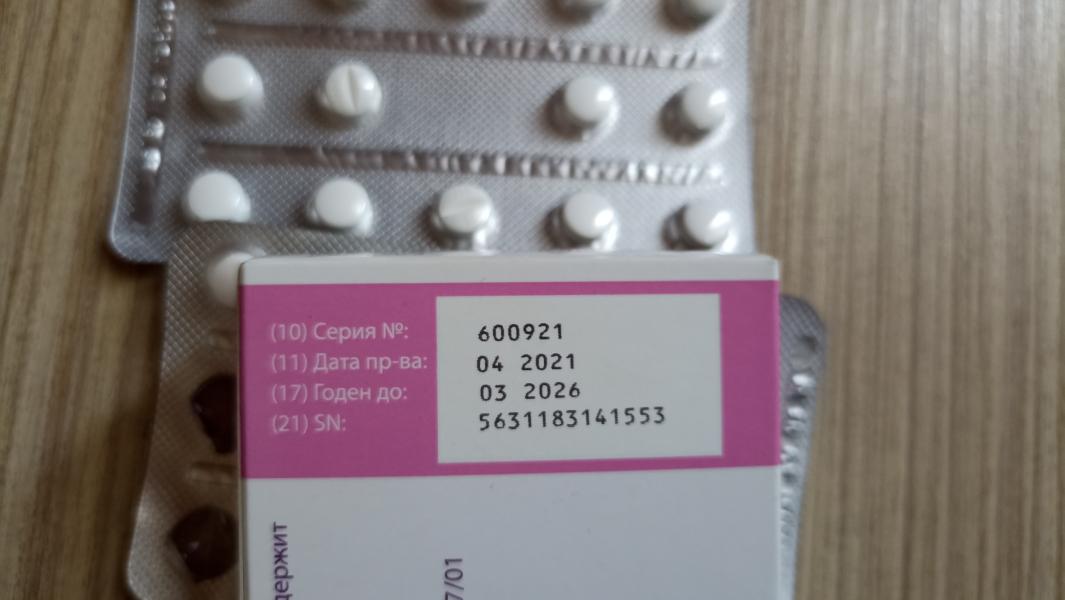 (10) Серия №: 600921
(11) Дата пр-ва: 04 2021
(17) Годен до: 03 2026
(21) SN: 5631183141553
держит
7/01